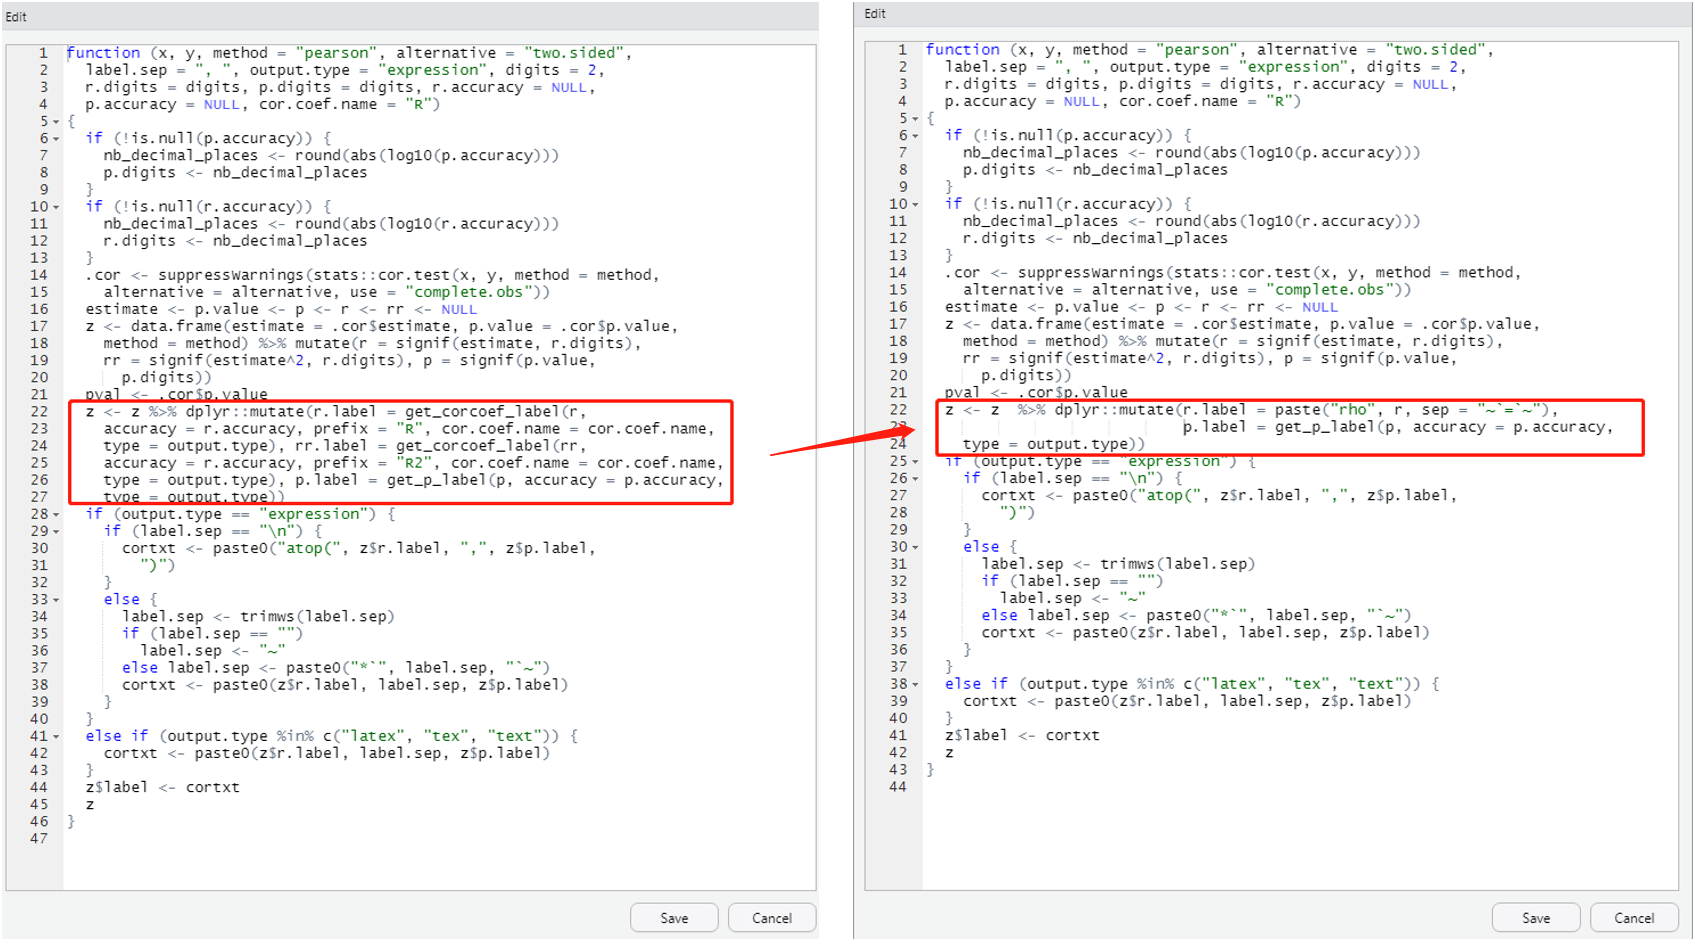 Edit
1 function (x, y, method = "pearson", alternative = "two.sided",
2 label.sep = ", ", output.type = "expression", digits = 2,
3 r.digits = digits, p.digits = digits, r.accuracy = NULL,
4 p.accuracy = NULL, cor.coef.name = "R")
5 {
6 if (!is.null(p.accuracy)) {
7 nb_decimal_places <- round(abs(log10(p.accuracy)))
8 p.digits <- nb_decimal_places
9 }
10 if (!is.null(r.accuracy)) {
11 nb_decimal_places <- round(abs(log10(p.accuracy)))
12 r.digits <- nb_decimal_places
13 }
14 .cor <- suppressWarnings(stats::cor.test(x, y, method = method,
15 alternative = alternative, use = "complete.obs"))
16 estimate <- p.value <- p <- r <- rr <- NULL
17 z <- data.frame(estimate = .cor$estimate, p.value = .cor$p.value,
18 method = method) %>% mutate(r = signif(estimate, r.digits),
19 rr = signif(estimate^2, r.digits), p = signif(p.value,
20 p.digits))
21 pval <- .cor$p.value
22 z <- z %>% dplyr::mutate(r.label = get_corcoef_label(r,
23 accuracy = r.accuracy, prefix = "R", cor.coef.name = cor.coef.name,
24 type = output.type), rr.label = get_corcoef_label(rr,
25 accuracy = r.accuracy, prefix = "R2", cor.coef.name = cor.coef.name,
26 type = output.type), p.label = get_p_label(p, accuracy = p.accuracy,
27 type = output.type))
28 if (output.type == "expression") {
29 if (label.sep == "\n") {
30 cortxt <- paste0("atop(", z$r.label, ",", z$p.label,
31 ")")
32 }
33 else {
34 label.sep <- trimws(label.sep)
35 if (label.sep == "")
36 label.sep <- "~"
37 else label.sep <- paste0("*`", label.sep, "`~")
38 cortxt <- paste0(z$r.label, label.sep, z$p.label)
39 }
40 }
41 else if (output.type %in% c("latex", "tex", "text")) {
42 cortxt <- paste0(z$r.label, label.sep, z$p.label)
43 }
44 z$label <- cortxt
45 z
46 }
47
Save Cancel
Edit
1 function (x, y, method = "pearson", alternative = "two.sided",
2 label.sep = ", ", output.type = "expression", digits = 2,
3 r.digits = digits, p.digits = digits, r.accuracy = NULL,
4 p.accuracy = NULL, cor.coef.name = "R")
5 {
6 if (!is.null(p.accuracy)) {
7 nb_decimal_places <- round(abs(log10(p.accuracy)))
8 p.digits <- nb_decimal_places
9 }
10 if (!is.null(r.accuracy)) {
11 nb_decimal_places <- round(abs(log10(p.accuracy)))
12 r.digits <- nb_decimal_places
13 }
14 .cor <- suppressWarnings(stats::cor.test(x, y, method = method,
15 alternative = alternative, use = "complete.obs"))
16 estimate <- p.value <- p <- r <- rr <- NULL
17 z <- data.frame(estimate = .cor$estimate, p.value = .cor$p.value,
18 method = method) %>% mutate(r = signif(estimate, r.digits),
19 rr = signif(estimate^2, r.digits), p = signif(p.value,
20 p.digits))
21 pval <- .cor$p.value
22 z <- z %>% dplyr::mutate(r.label = paste("rho", r, sep = "~`=`~"),
23 p.label = get_p_label(p, accuracy = p.accuracy,
24 type = output.type))
25 if (output.type == "expression") {
26 if (label.sep == "\n") {
27 cortxt <- paste0("atop(", z$r.label, ",", z$p.label,
28 ")")
29 }
30 else {
31 label.sep <- trimws(label.sep)
32 if (label.sep == "")
33 label.sep <- "~"
34 else label.sep <- paste0("*`", label.sep, "`~")
35 cortxt <- paste0(z$r.label, label.sep, z$p.label)
36 }
37 }
38 else if (output.type %in% c("latex", "tex", "text")) {
39 cortxt <- paste0(z$r.label, label.sep, z$p.label)
40 }
41 z$label <- cortxt
42 z
43 }
44
Save Cancel